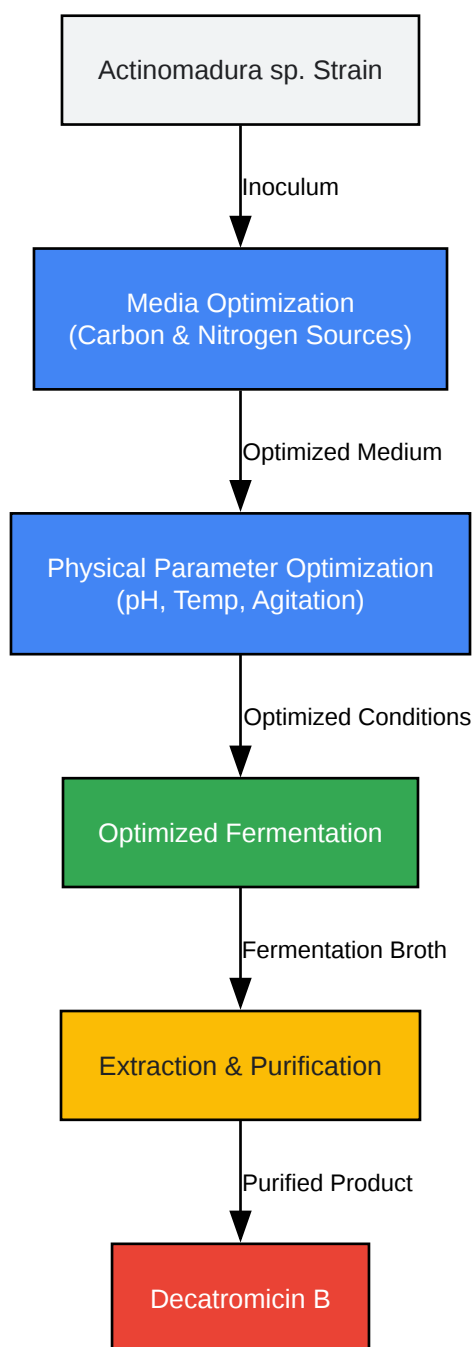 Actinomadura sp. Strain
Inoculum
Media Optimization
(Carbon & Nitrogen Sources)
Optimized Medium
Physical Parameter Optimization
(pH, Temp, Agitation)
Optimized Conditions
Optimized Fermentation
Fermentation Broth
Extraction & Purification
Purified Product
Decatromicin B